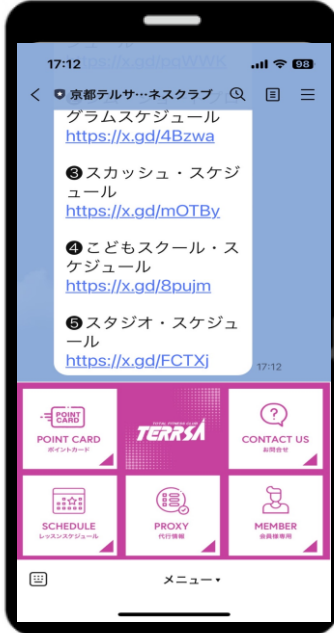 17:12
98
京都テルサ…ネスクラブ
グラムスケジュール
https://x.gd/4Bzwa
❸スカッシュ・スケジ
ュール
https://x.gd/mOTBy
❹こどもスクール・ス
ケジュール
https://x.gd/8pujm
❺スタジオ・スケジュ
ール
https://x.gd/FCTXj
17:12
POINT CARD
POINT CARD
ポイントカード
TOTAL FITNESS CLUB
TERRSA
CONTACT US
お問合せ
SCHEDULE
レッスンスケジュール
PROXY
代行情報
MEMBER
会員様専用
メニュー▾